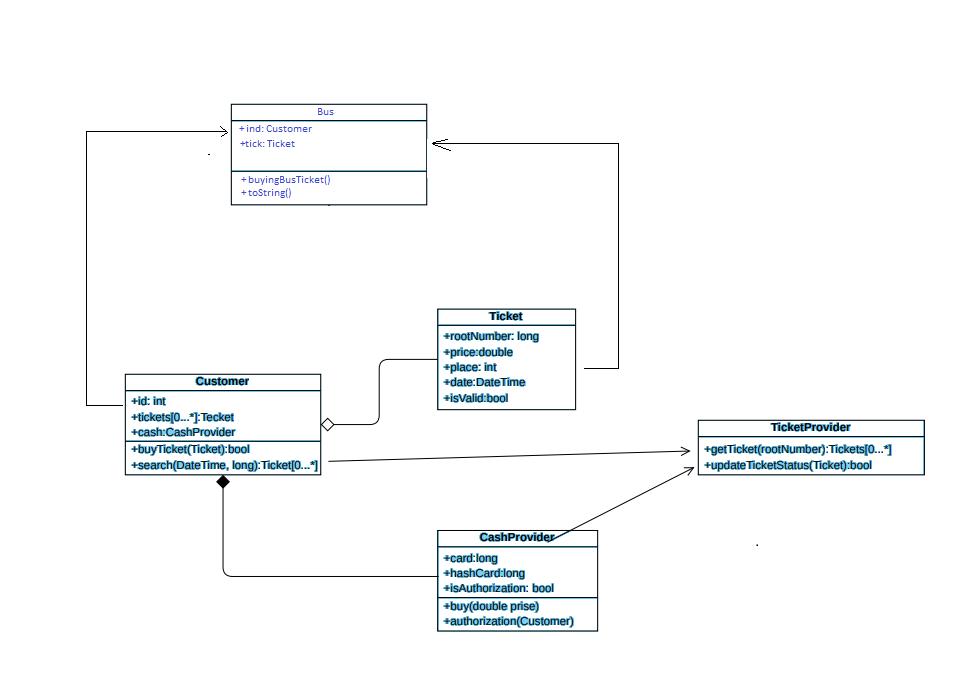 Bus
+ ind: Customer
+tick: Ticket
+ buyingBusTicket()
+ toString()
Ticket
+rootNumber: long
+price:double
+place: int
+date:DateTime
+isValid:bool
Customer
+id: int
+tickets[0...*]:Tecket
+cash:CashProvider
+buyTicket(Ticket):bool
+search(DateTime, long):Ticket[0...*]
TicketProvider
+getTicket(rootNumber):Tickets[0...*]
+updateTicketStatus(Ticket):bool
CashProvider
+card:long
+hashCard:long
+isAuthorization: bool
+buy(double prise)
+authorization(Customer)